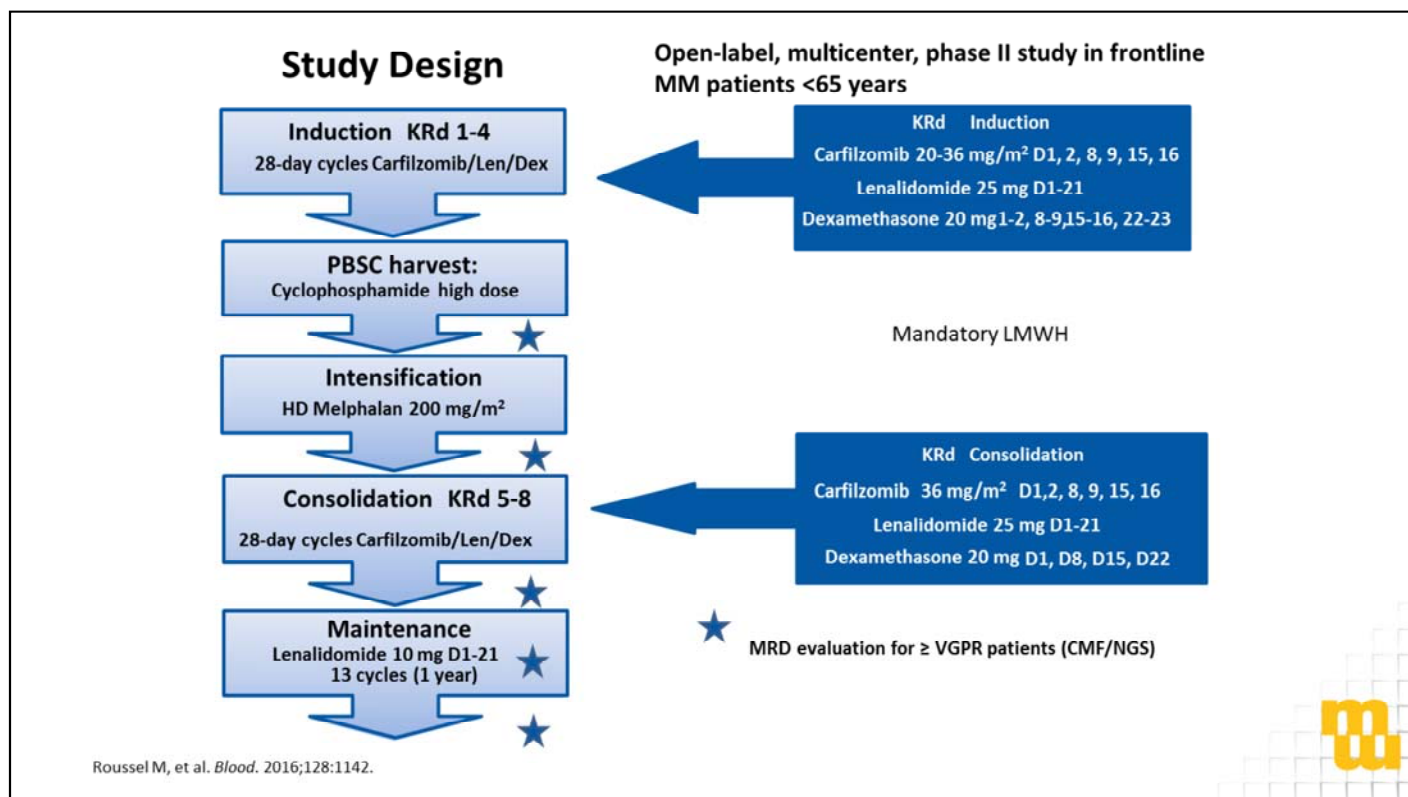 Study Design
Open-label, multicenter, phase II study in frontline
MM patients <65 years
Induction KRd 1-4
28-day cycles Carfilzomib/Len/Dex
KRd Induction
Carfilzomib 20-36 mg/m² D1, 2, 8, 9, 15, 16
Lenalidomide 25 mg D1-21
Dexamethasone 20 mg1-2, 8-9,15-16, 22-23
PBSC harvest:
Cyclophosphamide high dose
Mandatory LMWH
Intensification
HD Melphalan 200 mg/m²
Consolidation KRd 5-8
28-day cycles Carfilzomib/Len/Dex
KRd Consolidation
Carfilzomib 36 mg/m² D1,2, 8, 9, 15, 16
Lenalidomide 25 mg D1-21
Dexamethasone 20 mg D1, D8, D15, D22
Maintenance
Lenalidomide 10 mg D1-21
13 cycles (1 year)
MRD evaluation for ≥ VGPR patients (CMF/NGS)
Roussel M, et al. Blood. 2016;128:1142.